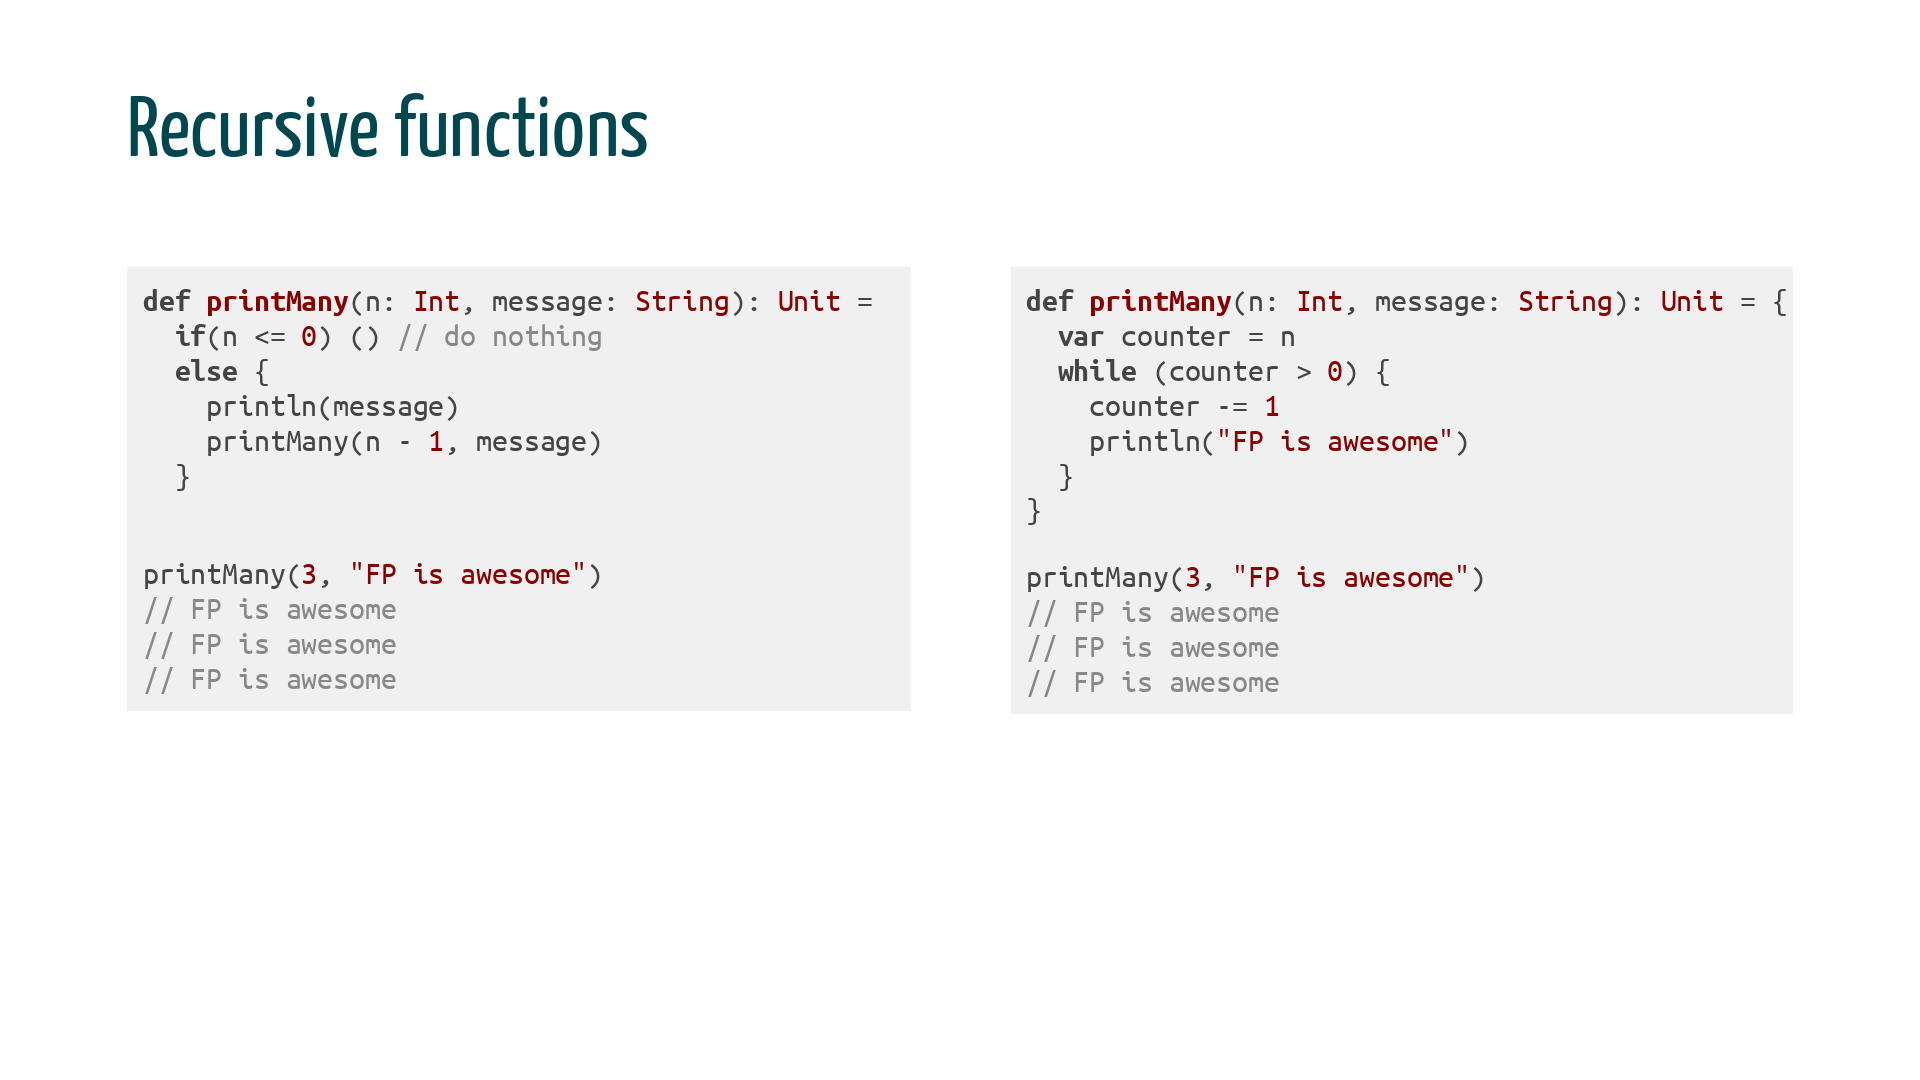 Recursive functions
def printMany(n: Int, message: String): Unit =
  if(n <= 0) () // do nothing
  else {
    println(message)
    printMany(n - 1, message)
  }
printMany(3, "FP is awesome")
// FP is awesome
// FP is awesome
// FP is awesome
def printMany(n: Int, message: String): Unit = {
  var counter = n
  while (counter > 0) {
    counter -= 1
    println("FP is awesome")
  }
}
printMany(3, "FP is awesome")
// FP is awesome
// FP is awesome
// FP is awesome